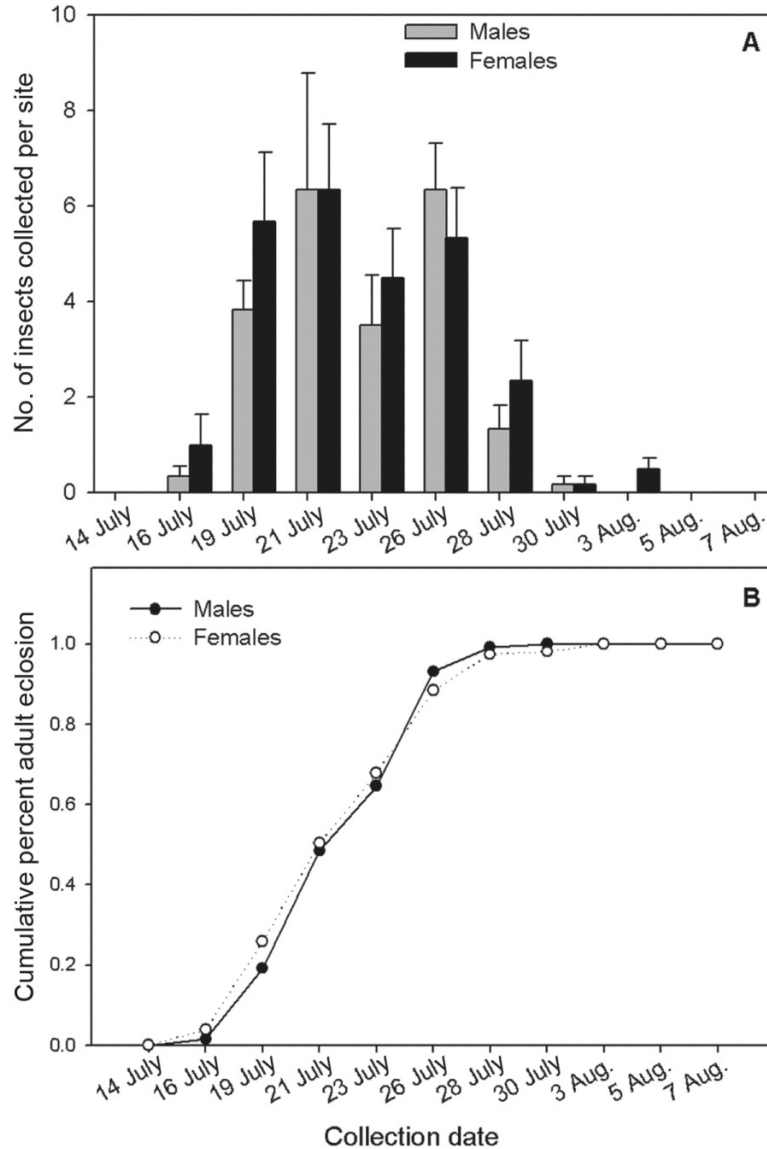 10
8
6
4
2
0
No. of insects collected per site
Males
Females
A
14 July
16 July
19 July
21 July
23 July
26 July
28 July
30 July
3 Aug.
5 Aug.
7 Aug.
Males
Females
B
1.0
0.8
0.6
0.4
0.2
0.0
Cumulative percent adult eclosion
14 July
16 July
19 July
21 July
23 July
26 July
28 July
30 July
3 Aug.
5 Aug.
7 Aug.
Collection date